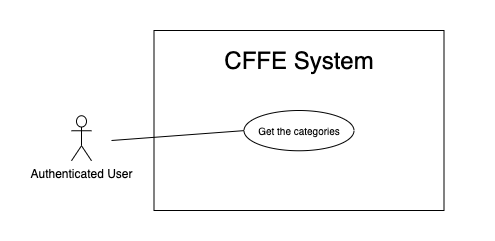 CFFE System
Get the categories
Authenticated User